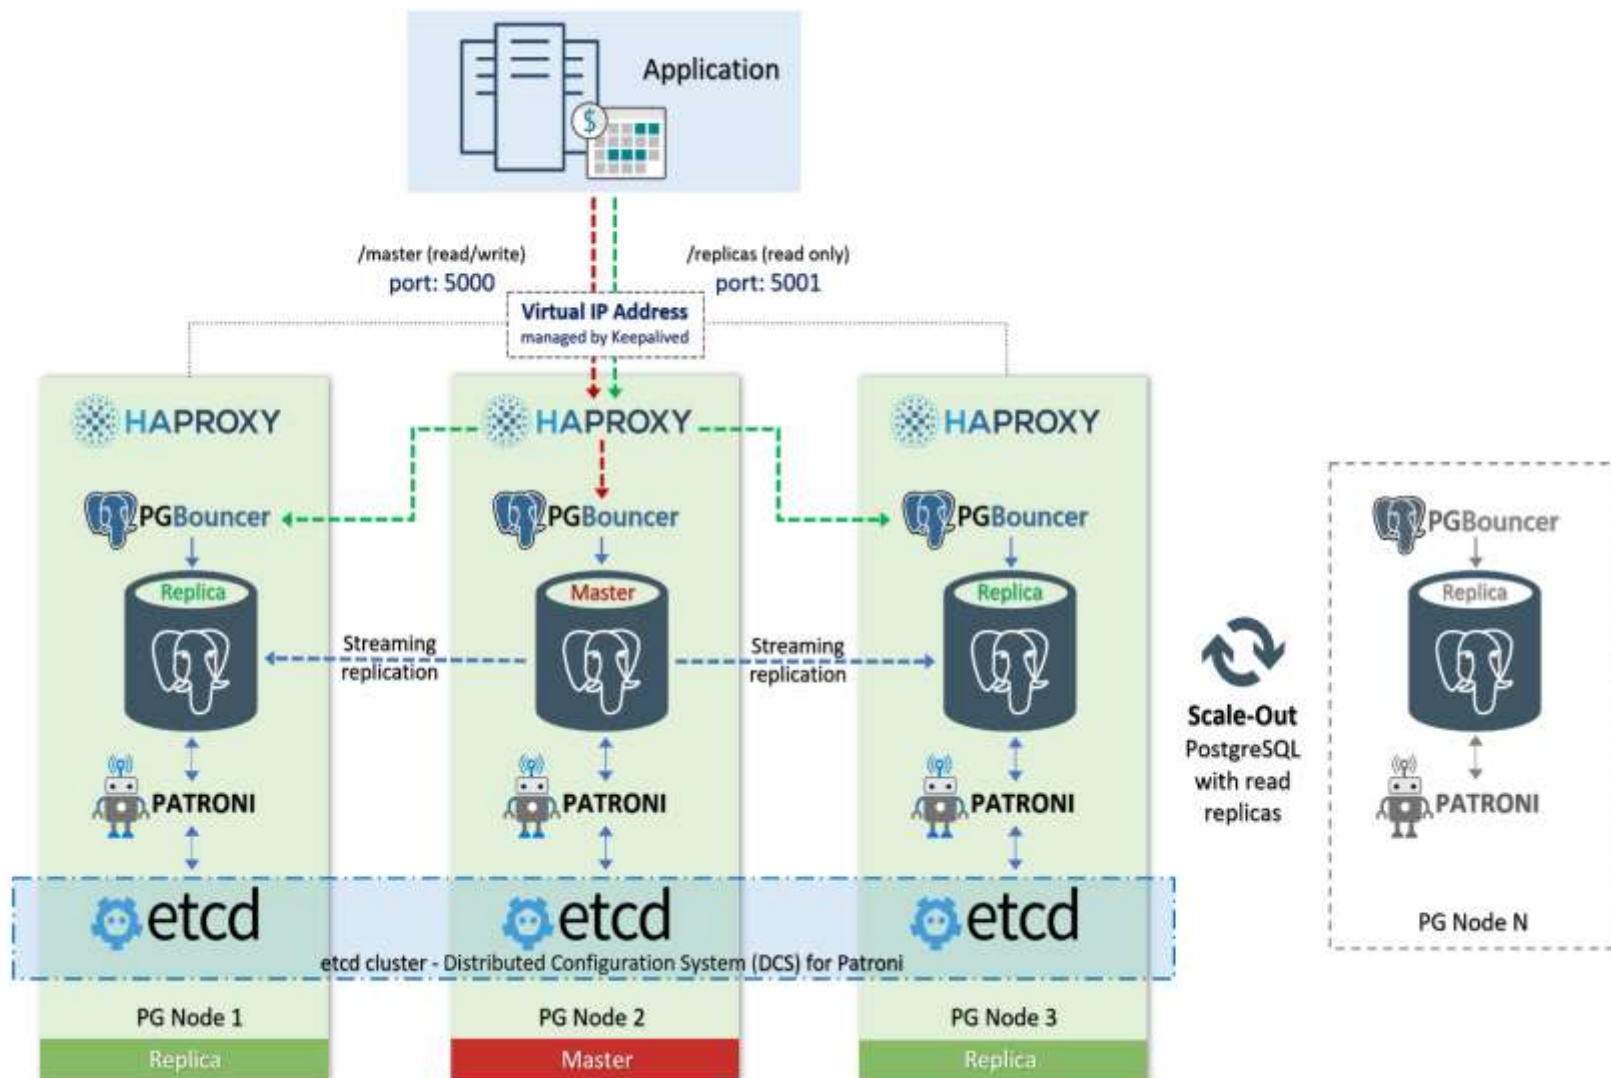 Application
$
/master (read/write)
port: 5000
/replicas (read only)
port: 5001
Virtual IP Address
managed by Keepalived
HAPROXY
HAPROXY
HAPROXY
PGBouncer
PGBouncer
PGBouncer
PGBouncer
Replica
Master
Replica
Replica
Streaming
replication
Streaming
replication
Scale-Out
PostgreSQL
with read
replicas
PATRONI
PATRONI
PATRONI
PATRONI
etcd
etcd
etcd
etcd cluster - Distributed Configuration System (DCS) for Patroni
PG Node 1
PG Node 2
PG Node 3
PG Node N
Replica
Master
Replica